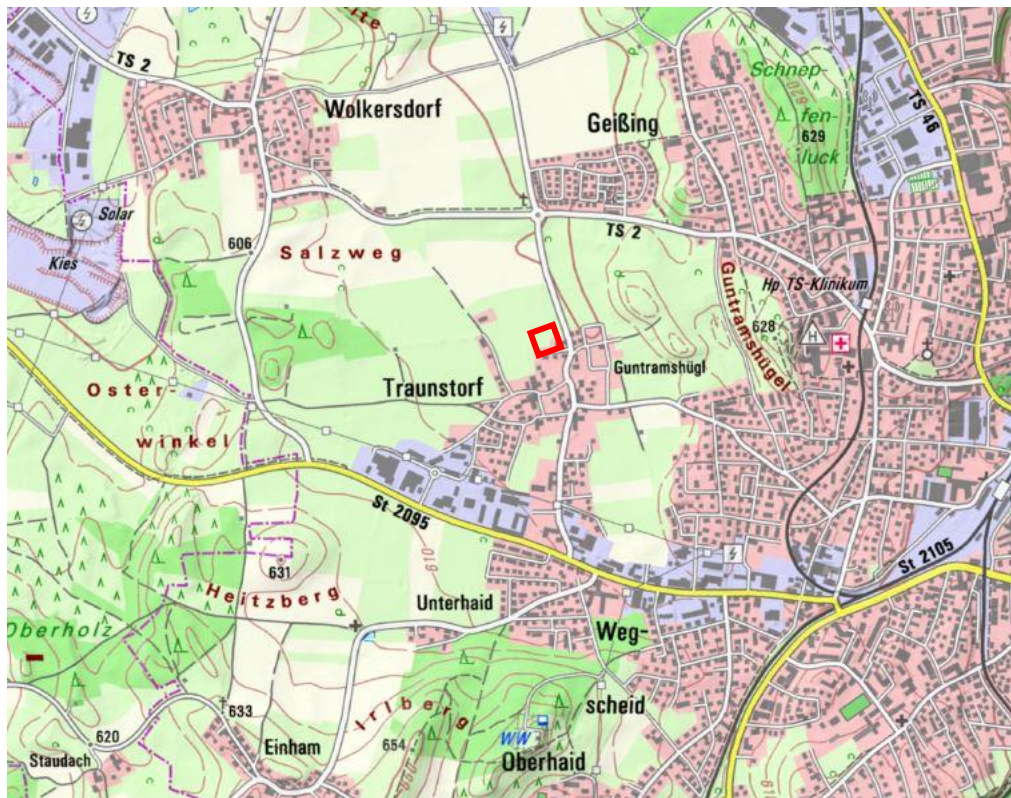 TS 2
Wolkersdorf
Geißing
Schnep-
fen-
luck
620
629
TS 46
Solar
Kies
606
Salzweg
TS 2
Hp TS-Klinikum
Guntramshügel
628
H
Guntramshügl
Traunstorf
Oster-
winkel
St 2095
610
631
Heitzberg
Unterhaid
St 2105
Oberholz
Weg-
scheid
Irlberg
633
620
654
Staudach
Einham
WW
Oberhaid